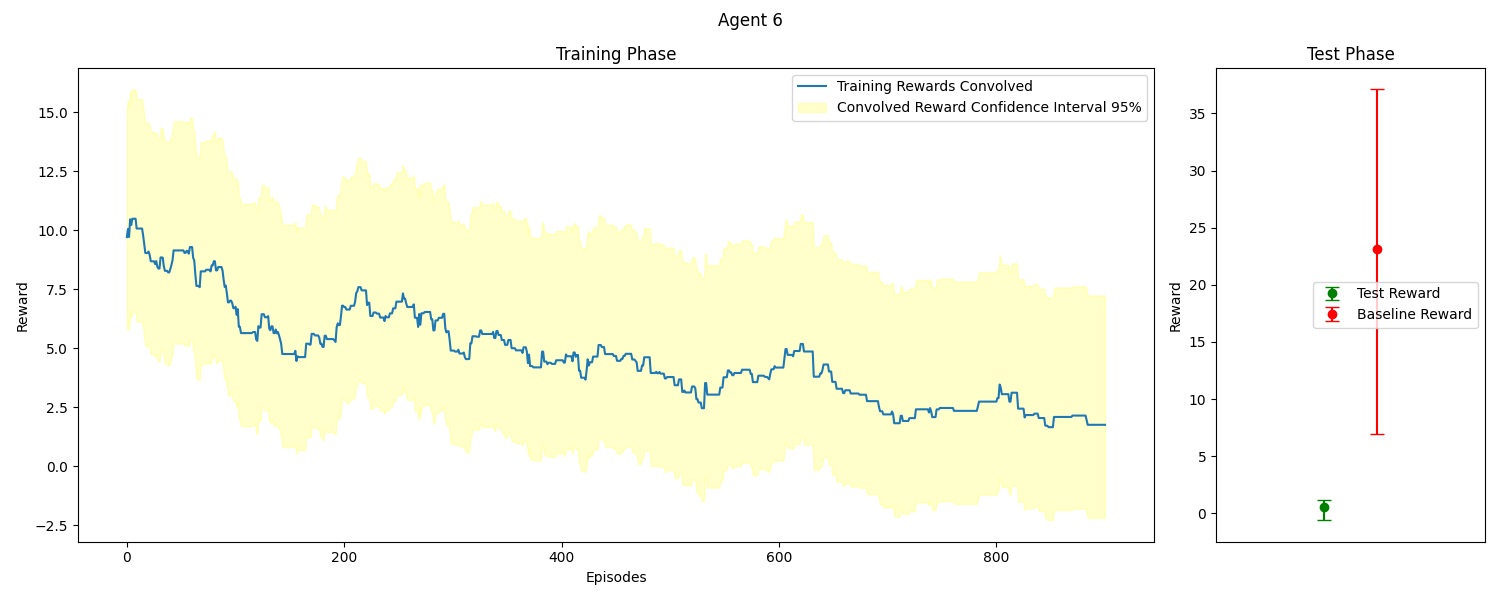 Agent 6
Training Phase
Training Rewards Convolved
Convolved Reward Confidence Interval 95%
15.0
12.5
10.0
7.5
5.0
2.5
0.0
−2.5
Reward
0
200
400
600
800
Episodes
Test Phase
Test Reward
Baseline Reward
35
30
25
20
15
10
5
0
Reward